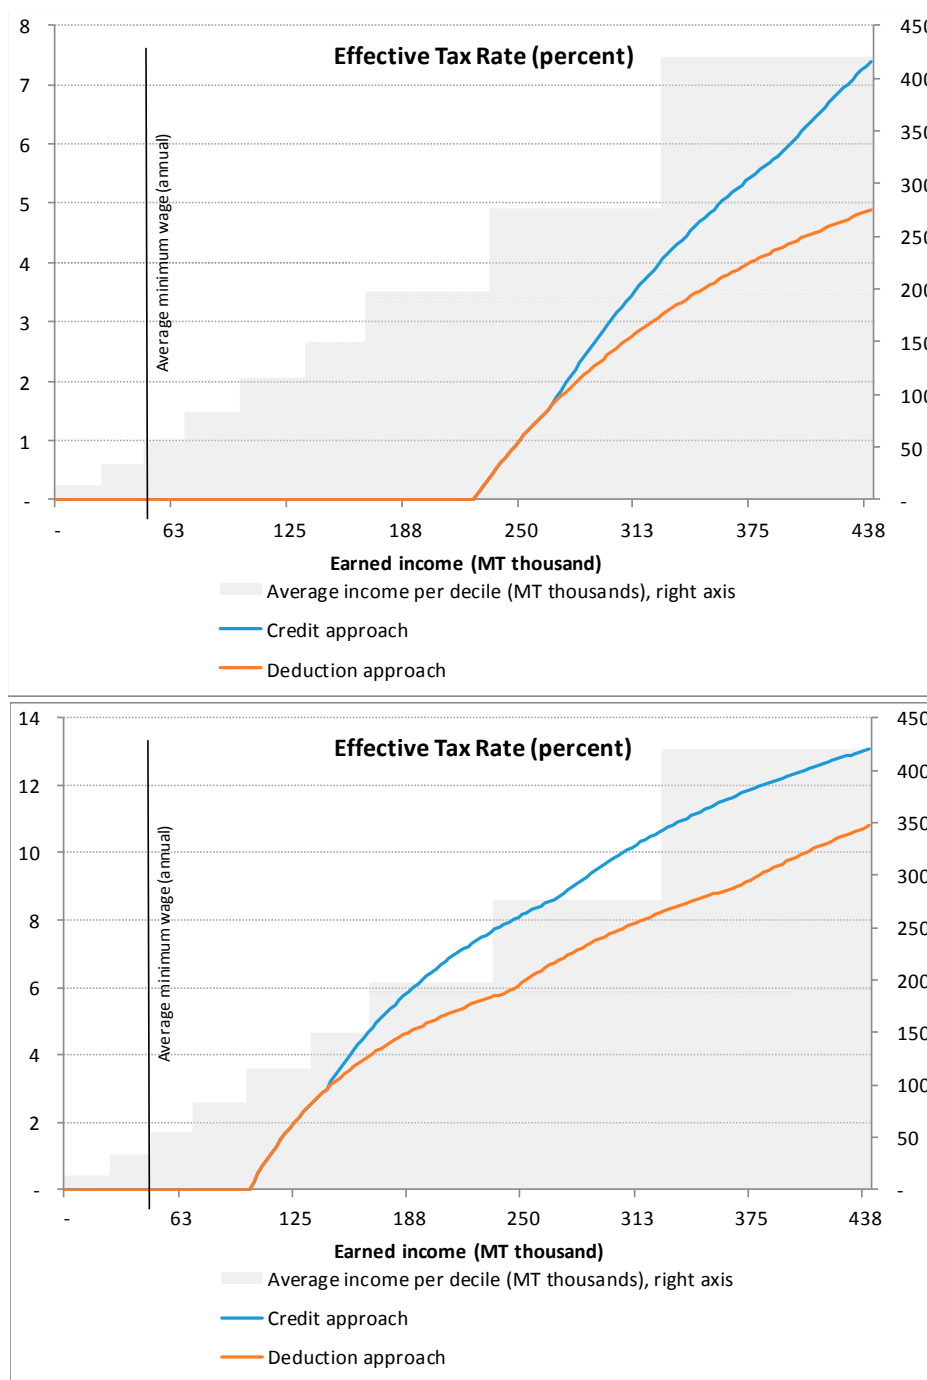 Effective Tax Rate (percent)
8
7
6
5
4
3
2
1
-
450
400
350
300
250
200
150
100
50
-
Average minimum wage (annual)
- 63 125 188 250 313 375 438
Earned income (MT thousand)
Average income per decile (MT thousands), right axis
Credit approach
Deduction approach
Effective Tax Rate (percent)
14
12
10
8
6
4
2
-
450
400
350
300
250
200
150
100
50
-
Average minimum wage (annual)
- 63 125 188 250 313 375 438
Earned income (MT thousand)
Average income per decile (MT thousands), right axis
Credit approach
Deduction approach